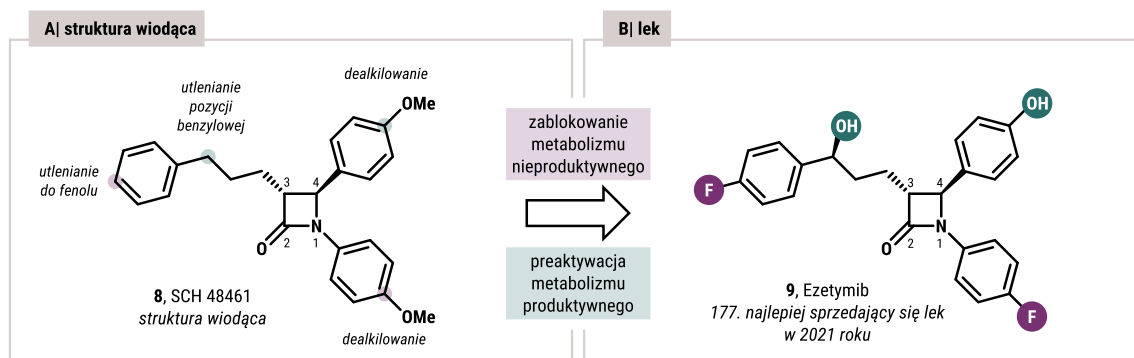 A| struktura wiodąca
B| lek
dealkilowanie
OMe
utlenianie
pozycji
benzylowej
utlenianie
do fenolu
3
4
O
2
N
1
OMe
dealkilowanie
8, SCH 48461
struktura wiodąca
zablokowanie
metabolizmu
nieproduktywnego
preaktywacja
metabolizmu
produktywnego
OH
OH
F
3
4
O
2
N
1
F
9, Ezetymib
177. najlepiej sprzedający się lek
w 2021 roku